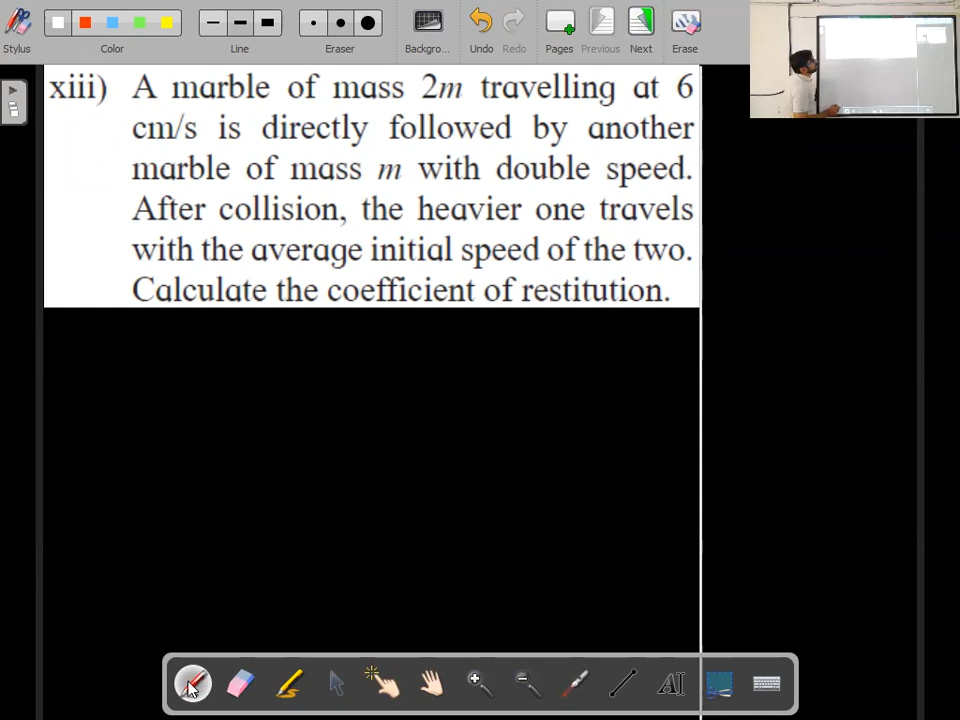 Stylus Color Line Eraser Backgro... Undo Redo Pages Previous Next Erase
xiii) A marble of mass 2m travelling at 6
cm/s is directly followed by another
marble of mass m with double speed.
After collision, the heavier one travels
with the average initial speed of the two.
Calculate the coefficient of restitution.
AI